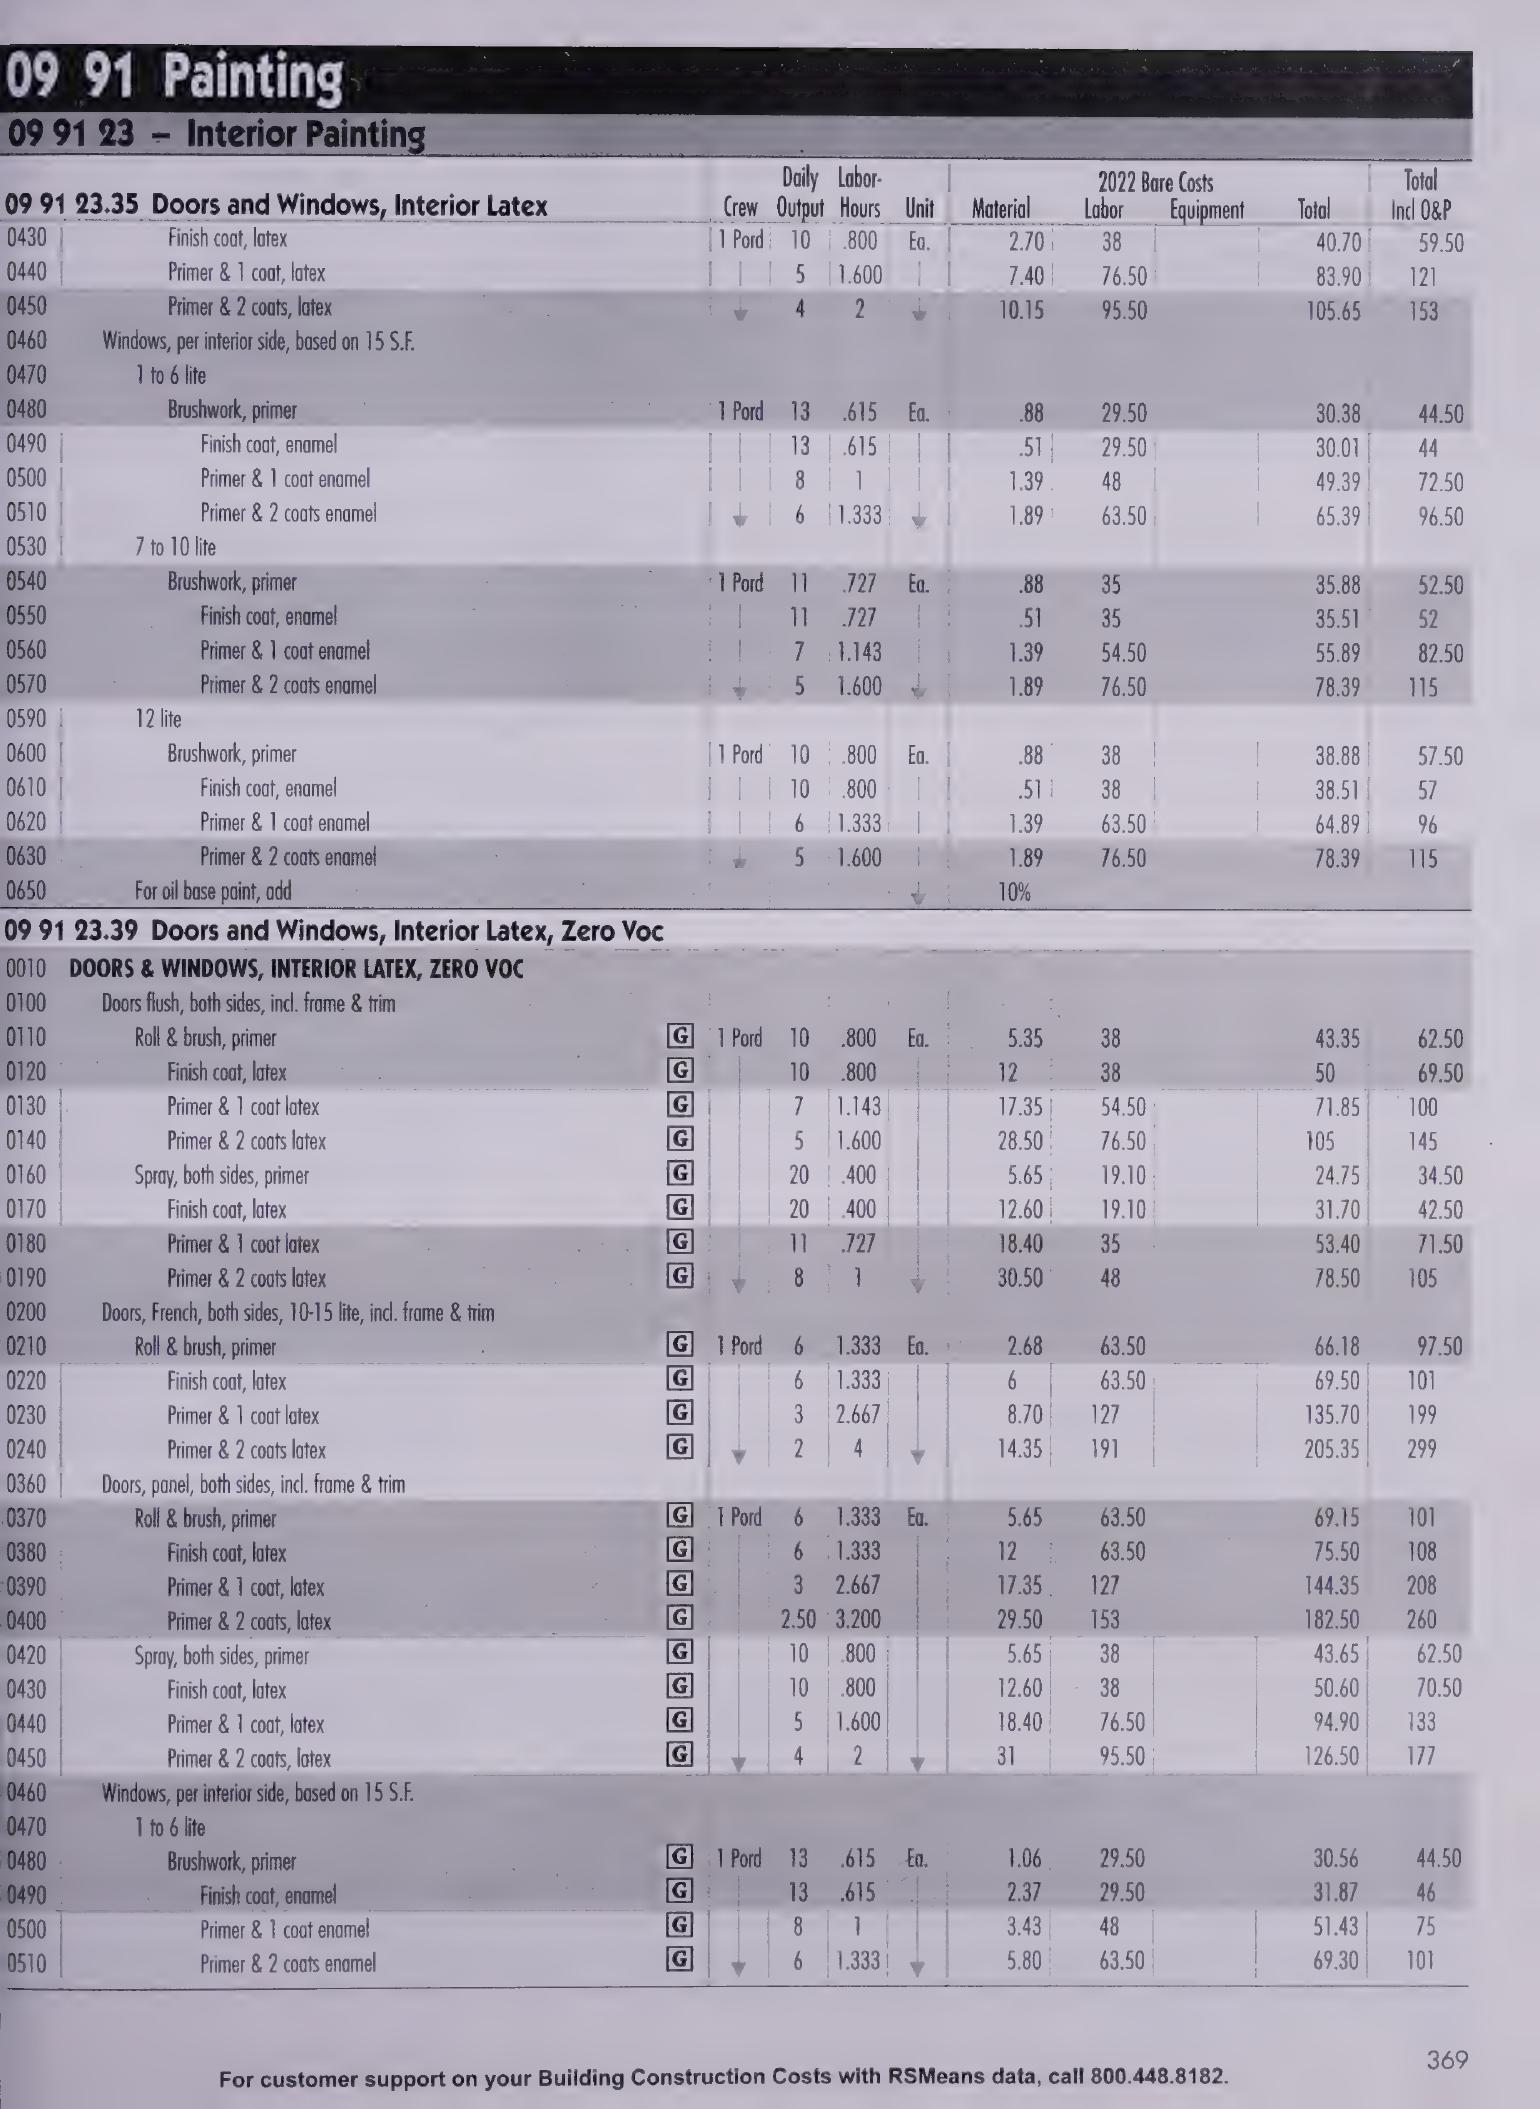 09 91 Painting
09 91 23 – Interior Painting
09 91 23.35 Doors and Windows, Interior Latex Crew Daily Output Labor-Hours Unit Material Labor Equipment Total Total Incl O&P
2022 Bare Costs
0430 Finish coat, latex 1 Pord 10 .800 Ea. 2.70 38 40.70 59.50
0440 Primer & 1 coat, latex 5 1.600 7.40 76.50 83.90 121
0450 Primer & 2 coats, latex 4 2 10.15 95.50 105.65 153
0460 Windows, per interior side, based on 15 S.F.
0470 1 to 6 lite
0480 Brushwork, primer 1 Pord 13 .615 Ea. .88 29.50 30.38 44.50
0490 Finish coat, enamel 13 .615 .51 29.50 30.01 44
0500 Primer & 1 coat enamel 8 1 1.39 48 49.39 72.50
0510 Primer & 2 coats enamel 6 1.333 1.89 63.50 65.39 96.50
0530 7 to 10 lite
0540 Brushwork, primer 1 Pord 11 .727 Ea. .88 35 35.88 52.50
0550 Finish coat, enamel 11 .727 .51 35 35.51 52
0560 Primer & 1 coat enamel 7 1.143 1.39 54.50 55.89 82.50
0570 Primer & 2 coats enamel 5 1.600 1.89 76.50 78.39 115
0590 12 lite
0600 Brushwork, primer 1 Pord 10 .800 Ea. .88 38 38.88 57.50
0610 Finish coat, enamel 10 .800 .51 38 38.51 57
0620 Primer & 1 coat enamel 6 1.333 1.39 63.50 64.89 96
0630 Primer & 2 coats enamel 5 1.600 1.89 76.50 78.39 115
0650 For oil base paint, add 10%
09 91 23.39 Doors and Windows, Interior Latex, Zero Voc
0010 DOORS & WINDOWS, INTERIOR LATEX, ZERO VOC
0100 Doors flush, both sides, incl. frame & trim
0110 Roll & brush, primer G 1 Pord 10 .800 Ea. 5.35 38 43.35 62.50
0120 Finish coat, latex G 10 .800 12 38 50 69.50
0130 Primer & 1 coat latex G 7 1.143 17.35 54.50 71.85 100
0140 Primer & 2 coats latex G 5 1.600 28.50 76.50 105 145
0160 Spray, both sides, primer G 20 .400 5.65 19.10 24.75 34.50
0170 Finish coat, latex G 20 .400 12.60 19.10 31.70 42.50
0180 Primer & 1 coat latex G 11 .727 18.40 35 53.40 71.50
0190 Primer & 2 coats latex G 8 1 30.50 48 78.50 105
0200 Doors, French, both sides, 10-15 lite, incl. frame & trim
0210 Roll & brush, primer G 1 Pord 6 1.333 Ea. 2.68 63.50 66.18 97.50
0220 Finish coat, latex G 6 1.333 6 63.50 69.50 101
0230 Primer & 1 coat latex G 3 2.667 8.70 127 135.70 199
0240 Primer & 2 coats latex G 2 4 14.35 191 205.35 299
0360 Doors, panel, both sides, incl. frame & trim
0370 Roll & brush, primer G 1 Pord 6 1.333 Ea. 5.65 63.50 69.15 101
0380 Finish coat, latex G 6 1.333 12 63.50 75.50 108
0390 Primer & 1 coat, latex G 3 2.667 17.35 127 144.35 208
0400 Primer & 2 coats, latex G 2.50 3.200 29.50 153 182.50 260
0420 Spray, both sides, primer G 10 .800 5.65 38 43.65 62.50
0430 Finish coat, latex G 10 .800 12.60 38 50.60 70.50
0440 Primer & 1 coat, latex G 5 1.600 18.40 76.50 94.90 133
0450 Primer & 2 coats, latex G 4 2 31 95.50 126.50 177
0460 Windows, per interior side, based on 15 S.F.
0470 1 to 6 lite
0480 Brushwork, primer G 1 Pord 13 .615 Ea. 1.06 29.50 30.56 44.50
0490 Finish coat, enamel G 13 .615 2.37 29.50 31.87 46
0500 Primer & 1 coat enamel G 8 1 3.43 48 51.43 75
0510 Primer & 2 coats enamel G 6 1.333 5.80 63.50 69.30 101
For customer support on your Building Construction Costs with RSMeans data, call 800.448.8182.
369